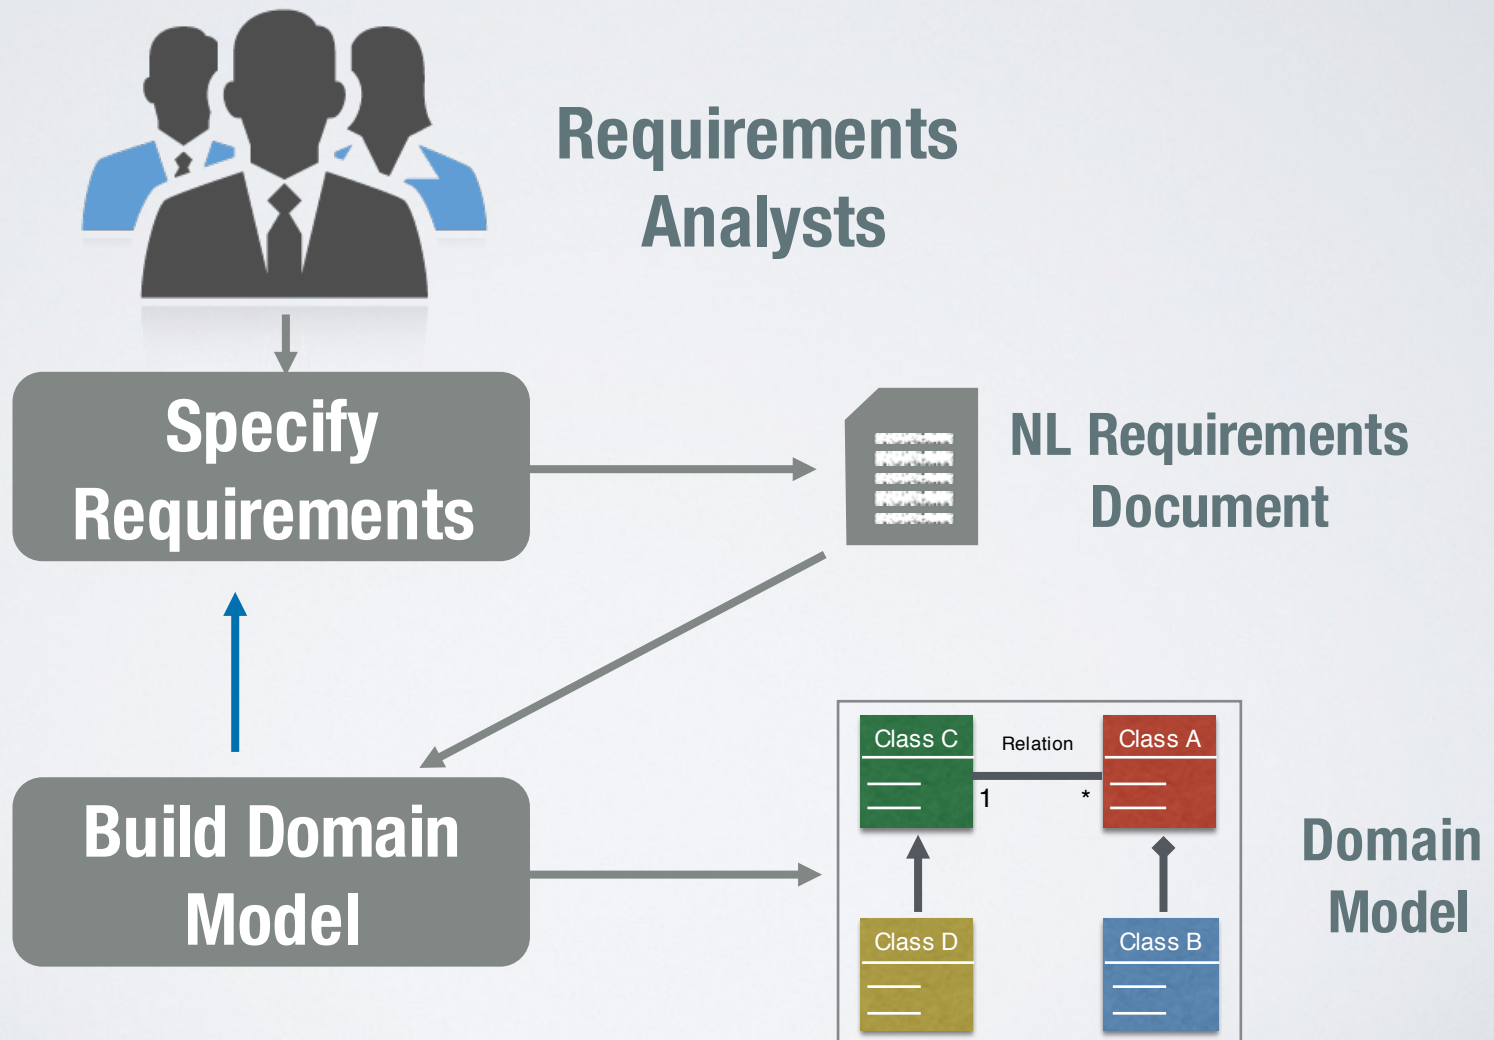 Requirements
Analysts
Specify
Requirements
NL Requirements
Document
Build Domain
Model
Class C
Relation
Class A
1
*
Class D
Class B
Domain
Model